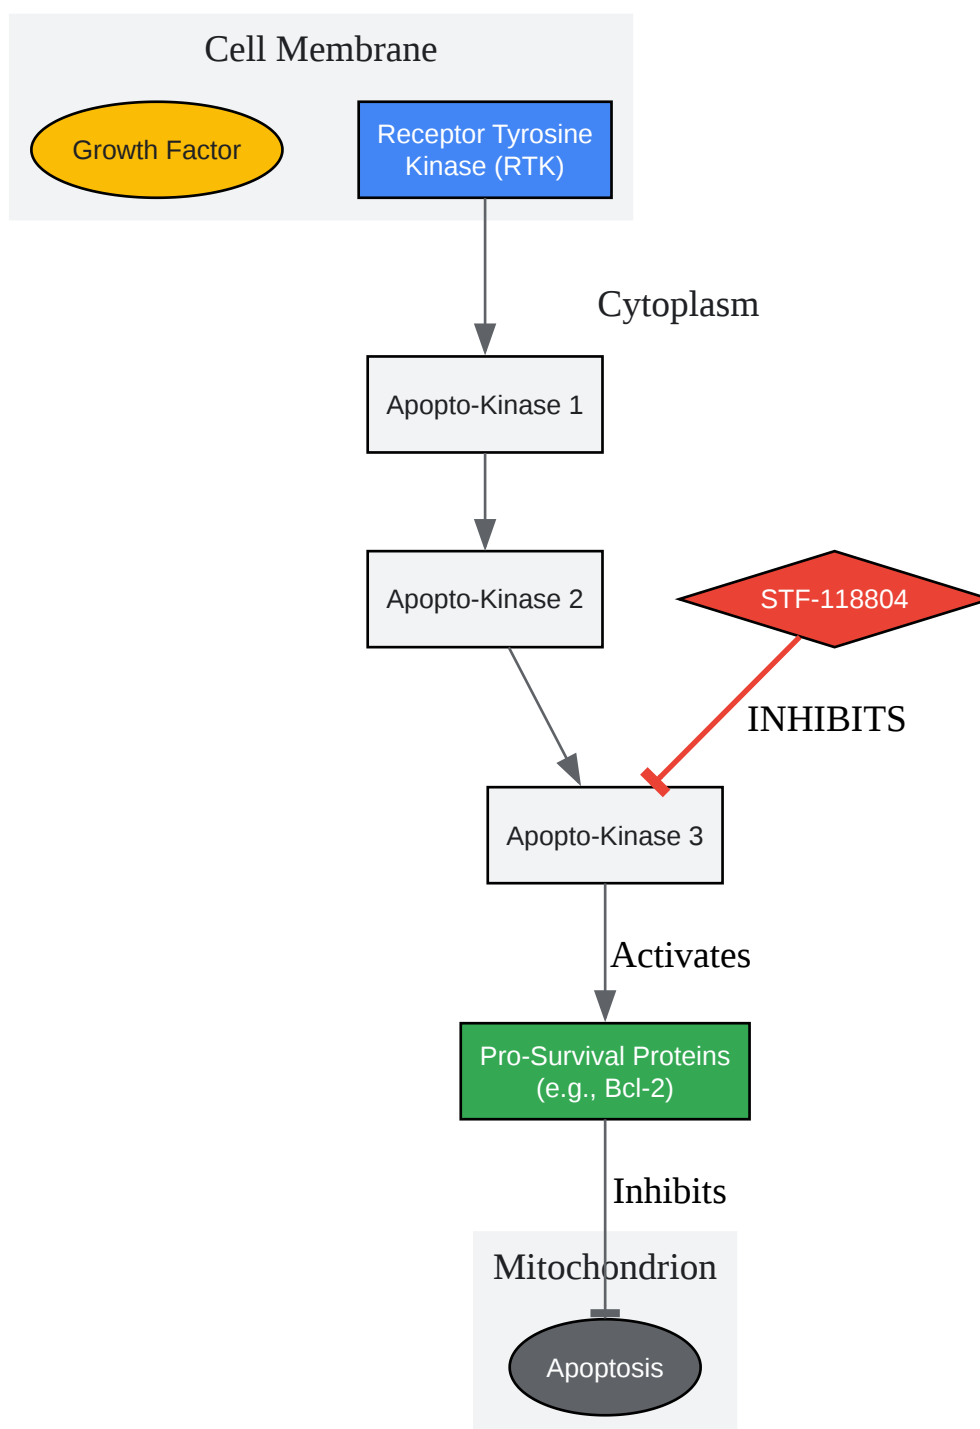 Cell Membrane
Growth Factor
Receptor Tyrosine
Kinase (RTK)
Cytoplasm
Apopto-Kinase 1
Apopto-Kinase 2
STF-118804
INHIBITS
Apopto-Kinase 3
Activates
Pro-Survival Proteins
(e.g., Bcl-2)
Inhibits
Mitochondrion
Apoptosis